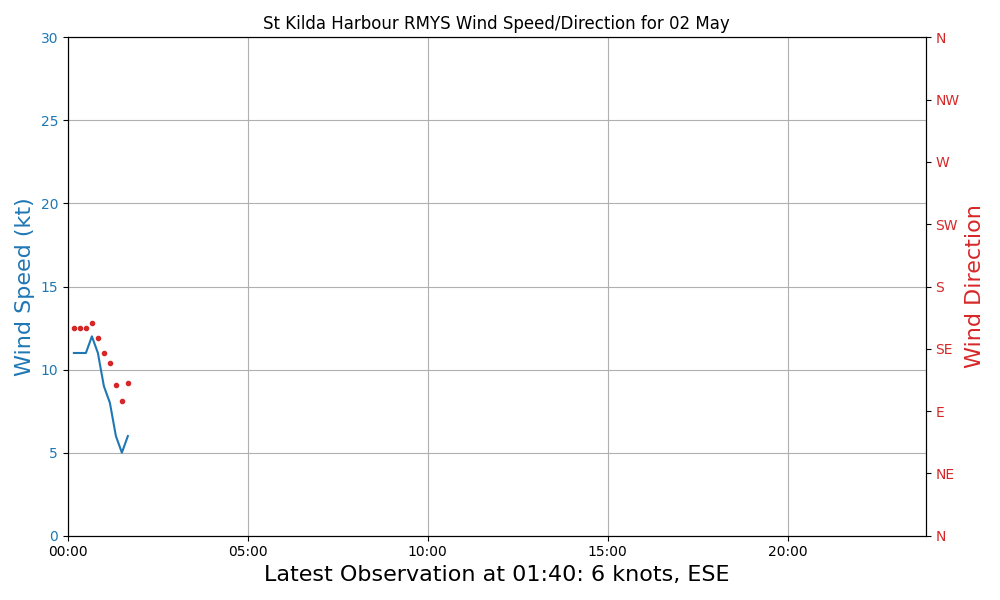 St Kilda Harbour RMYS Wind Speed/Direction for 02 May
30
25
20
15
10
5
0
Wind Speed (kt)
N
NW
W
SW
S
SE
E
NE
N
Wind Direction
00:00
05:00
10:00
15:00
20:00
Latest Observation at 01:40: 6 knots, ESE